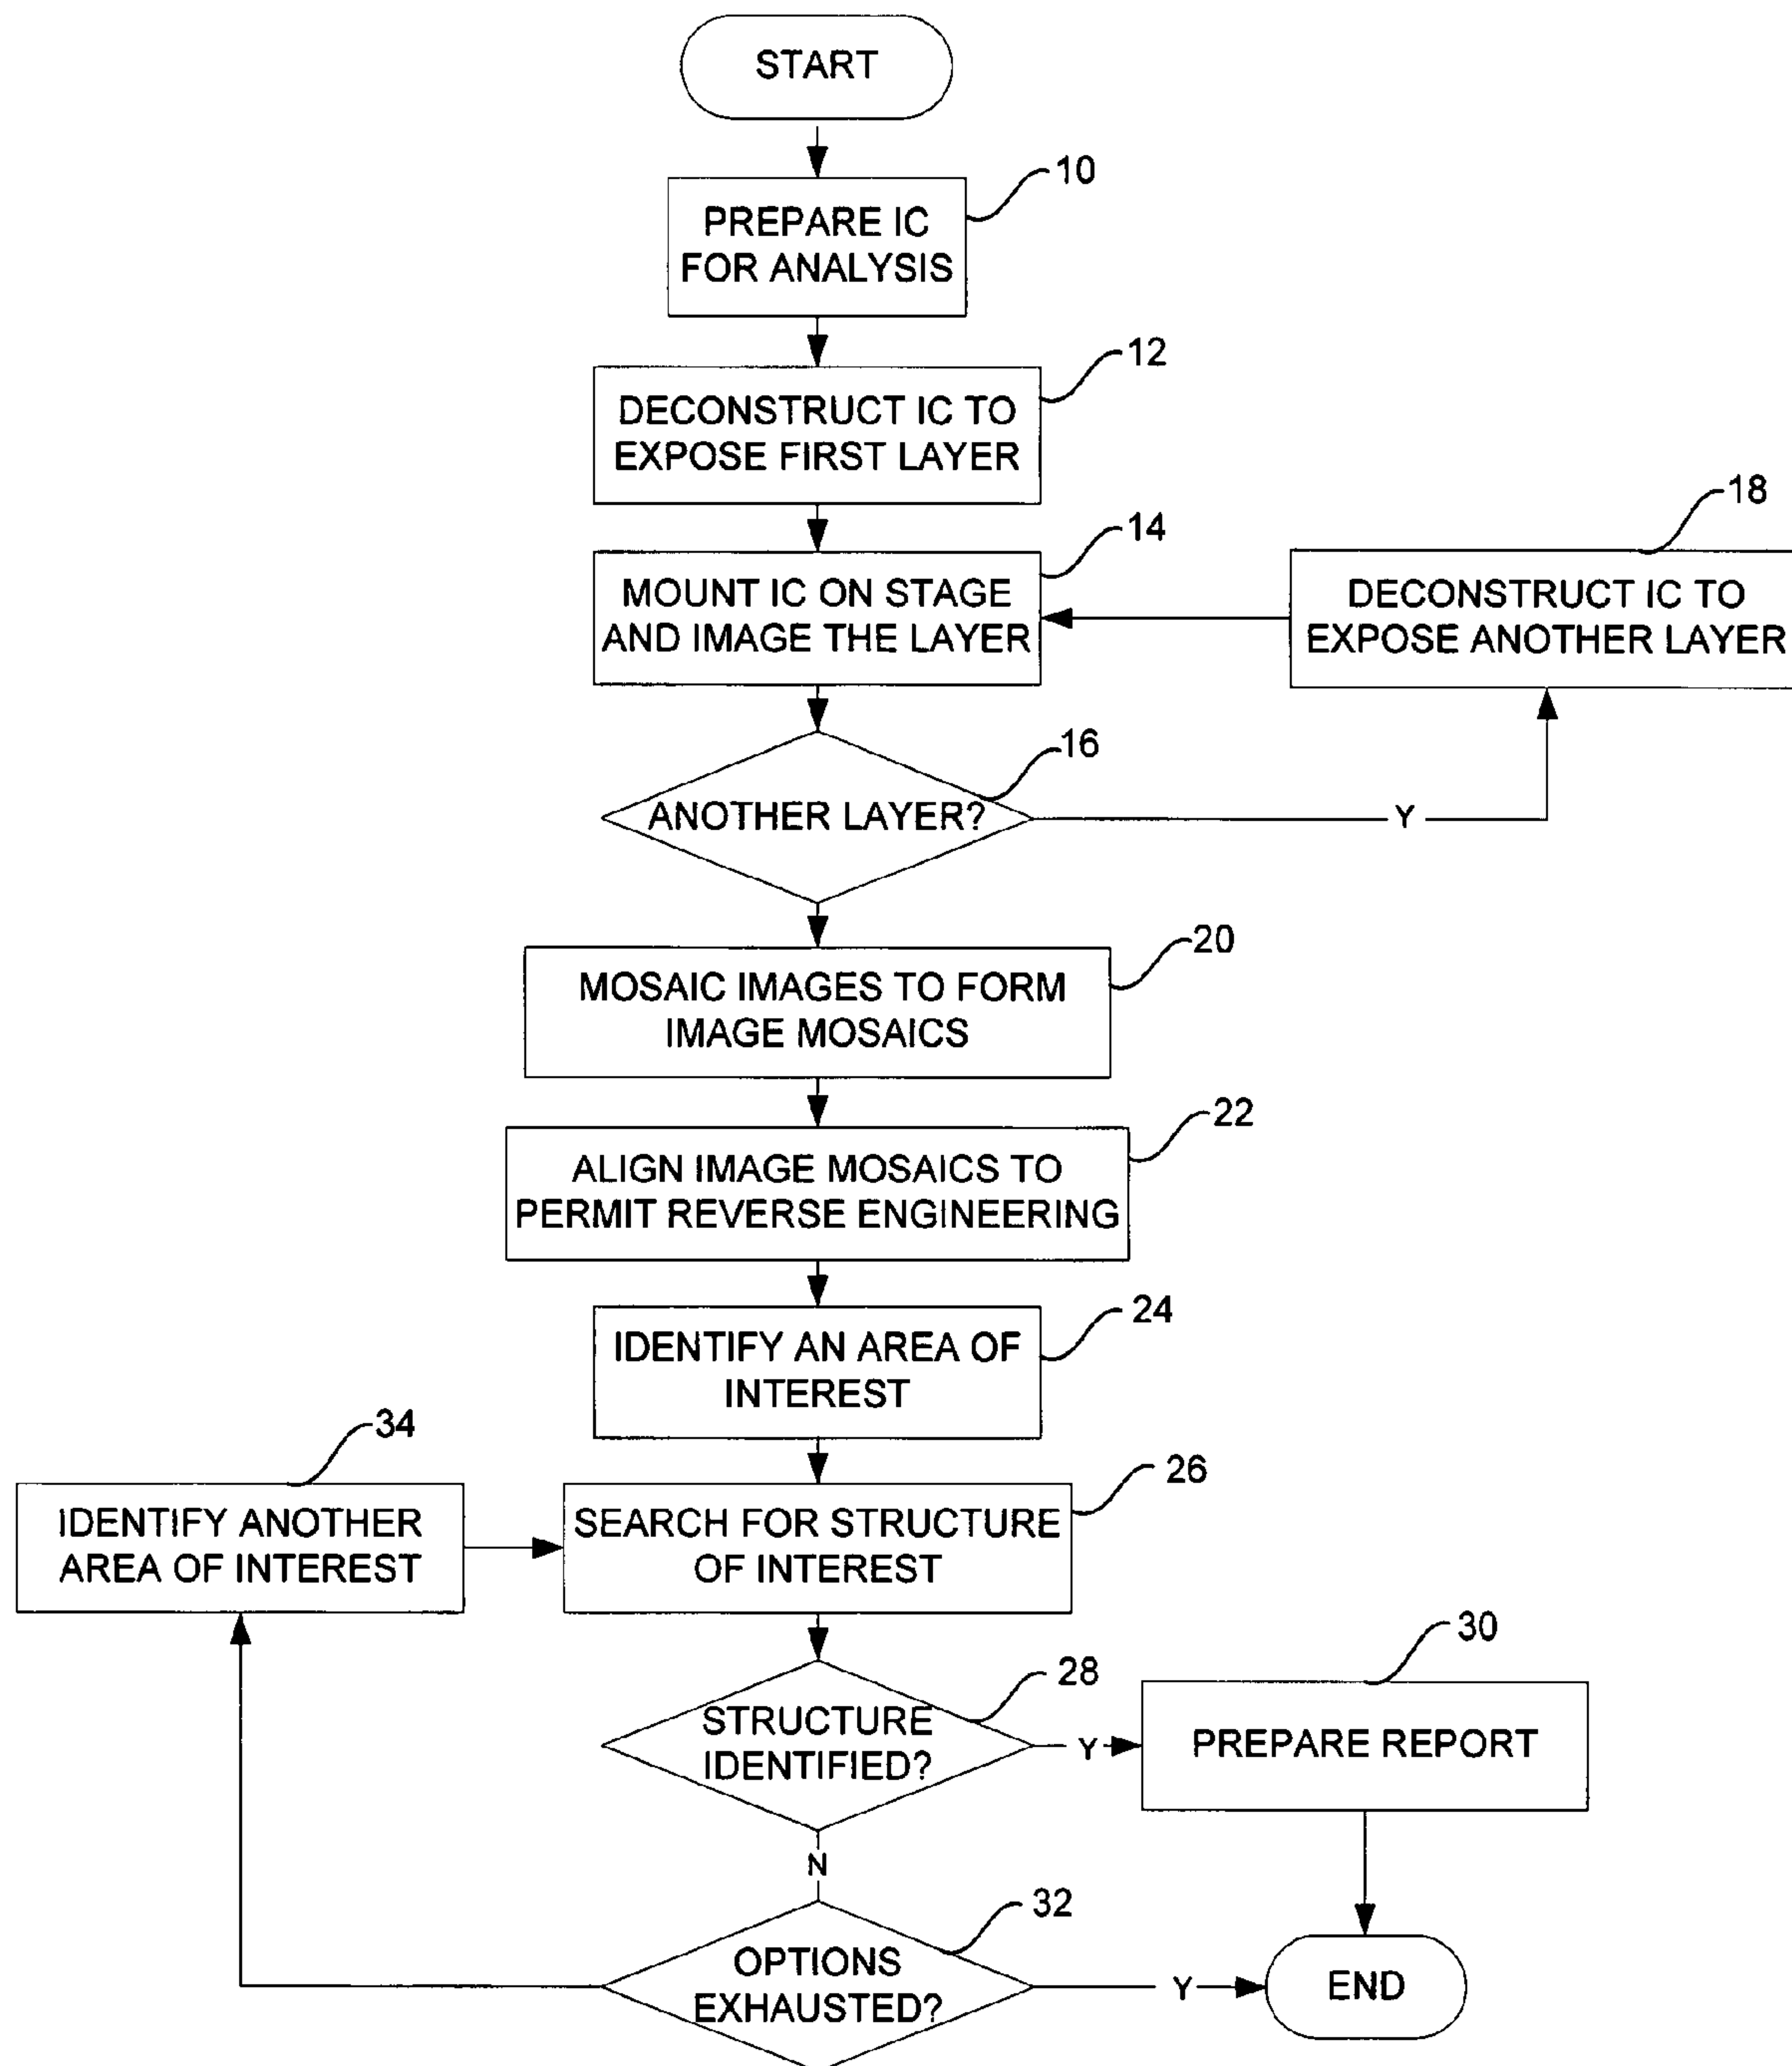 START
10
PREPARE IC
FOR ANALYSIS
12
DECONSTRUCT IC TO
EXPOSE FIRST LAYER
14
MOUNT IC ON STAGE
AND IMAGE THE LAYER
18
DECONSTRUCT IC TO
EXPOSE ANOTHER LAYER
16
ANOTHER LAYER?
Y
20
MOSAIC IMAGES TO FORM
IMAGE MOSAICS
22
ALIGN IMAGE MOSAICS TO
PERMIT REVERSE ENGINEERING
24
IDENTIFY AN AREA OF
INTEREST
34
IDENTIFY ANOTHER
AREA OF INTEREST
26
SEARCH FOR STRUCTURE
OF INTEREST
28
STRUCTURE
IDENTIFIED?
Y
30
PREPARE REPORT
N
32
OPTIONS
EXHAUSTED?
Y
END